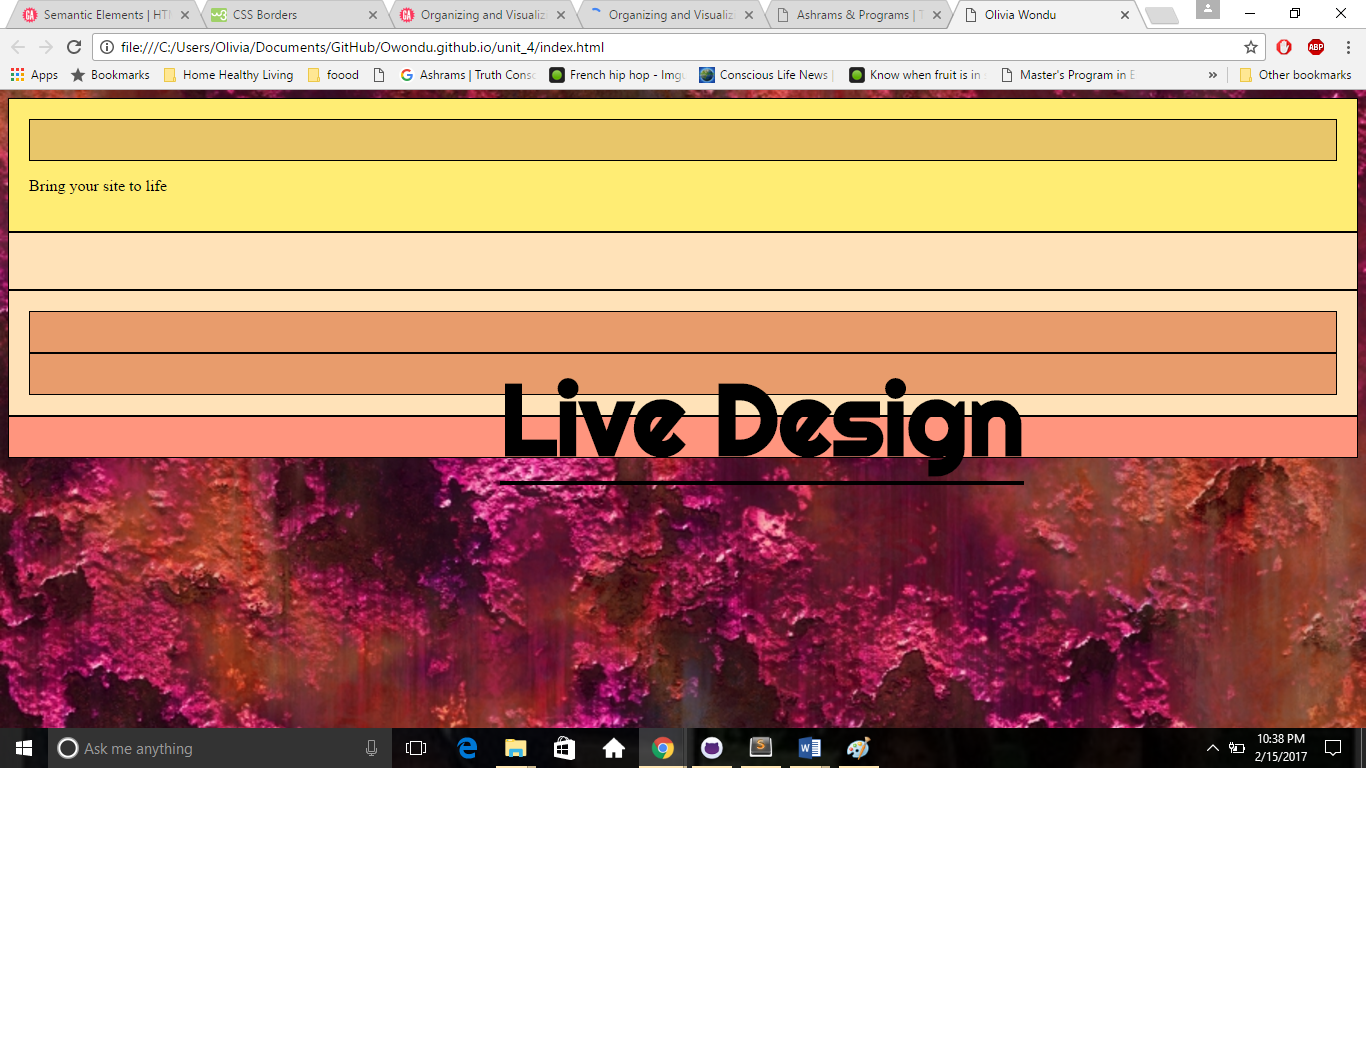 Semantic Elements | HT
CSS Borders
Organizing and Visualiz
Organizing and Visualiz
Ashrams & Programs | T
Olivia Wondu
file:///C:/Users/Olivia/Documents/GitHub/Owondu.github.io/unit_4/index.html
ABP
Apps
Bookmarks
Home Healthy Living
foood
Ashrams | Truth Cons
French hip hop - Imgu
Conscious Life News |
Know when fruit is in
Master's Program in E
»
Other bookmarks
Bring your site to life
Live Design
Ask me anything
10:38 PM
2/15/2017